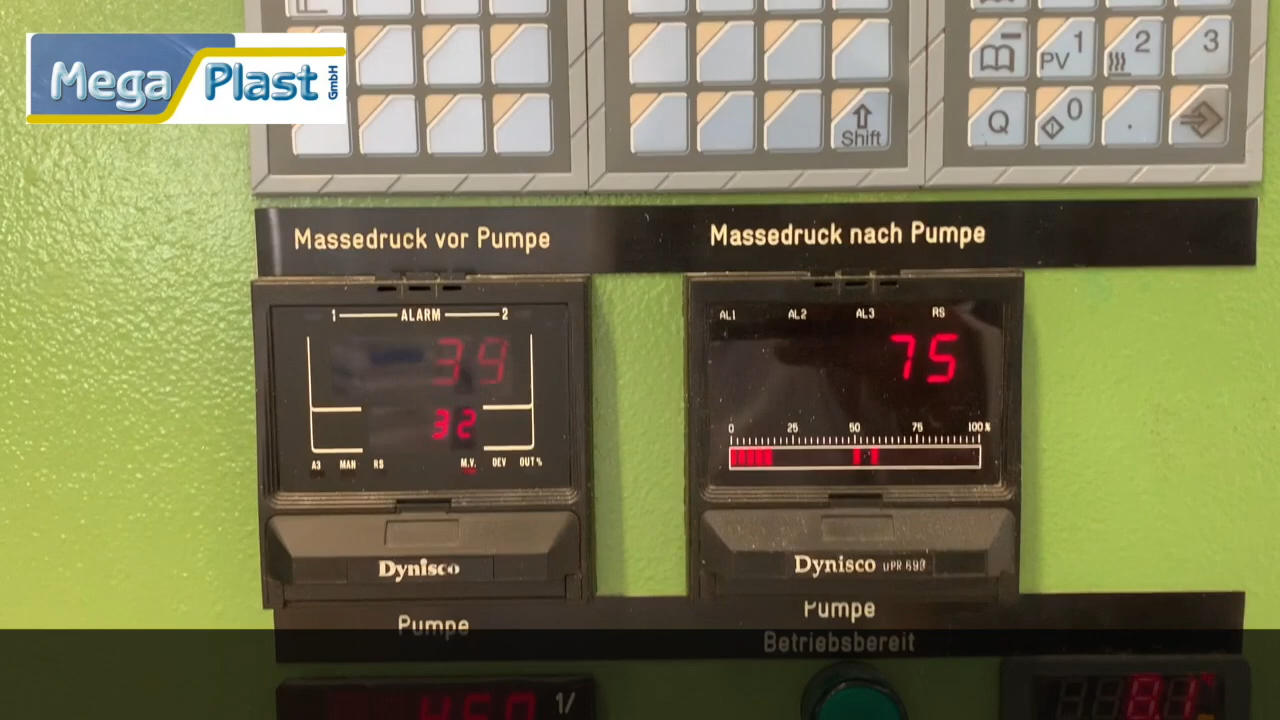 Mega Plast GmbH
PV 1
2
3
Shift
Q
0
.
Massedruck vor Pumpe
Massedruck nach Pumpe
1 ALARM 2
39
32
A3 MAN RS M.V. DEV OUT%
AL1 AL2 AL3 RS
75
0 25 50 75 100%
Dynisco
Dynisco µPR 690
Pumpe
Pumpe
Betriebsbereit
1/